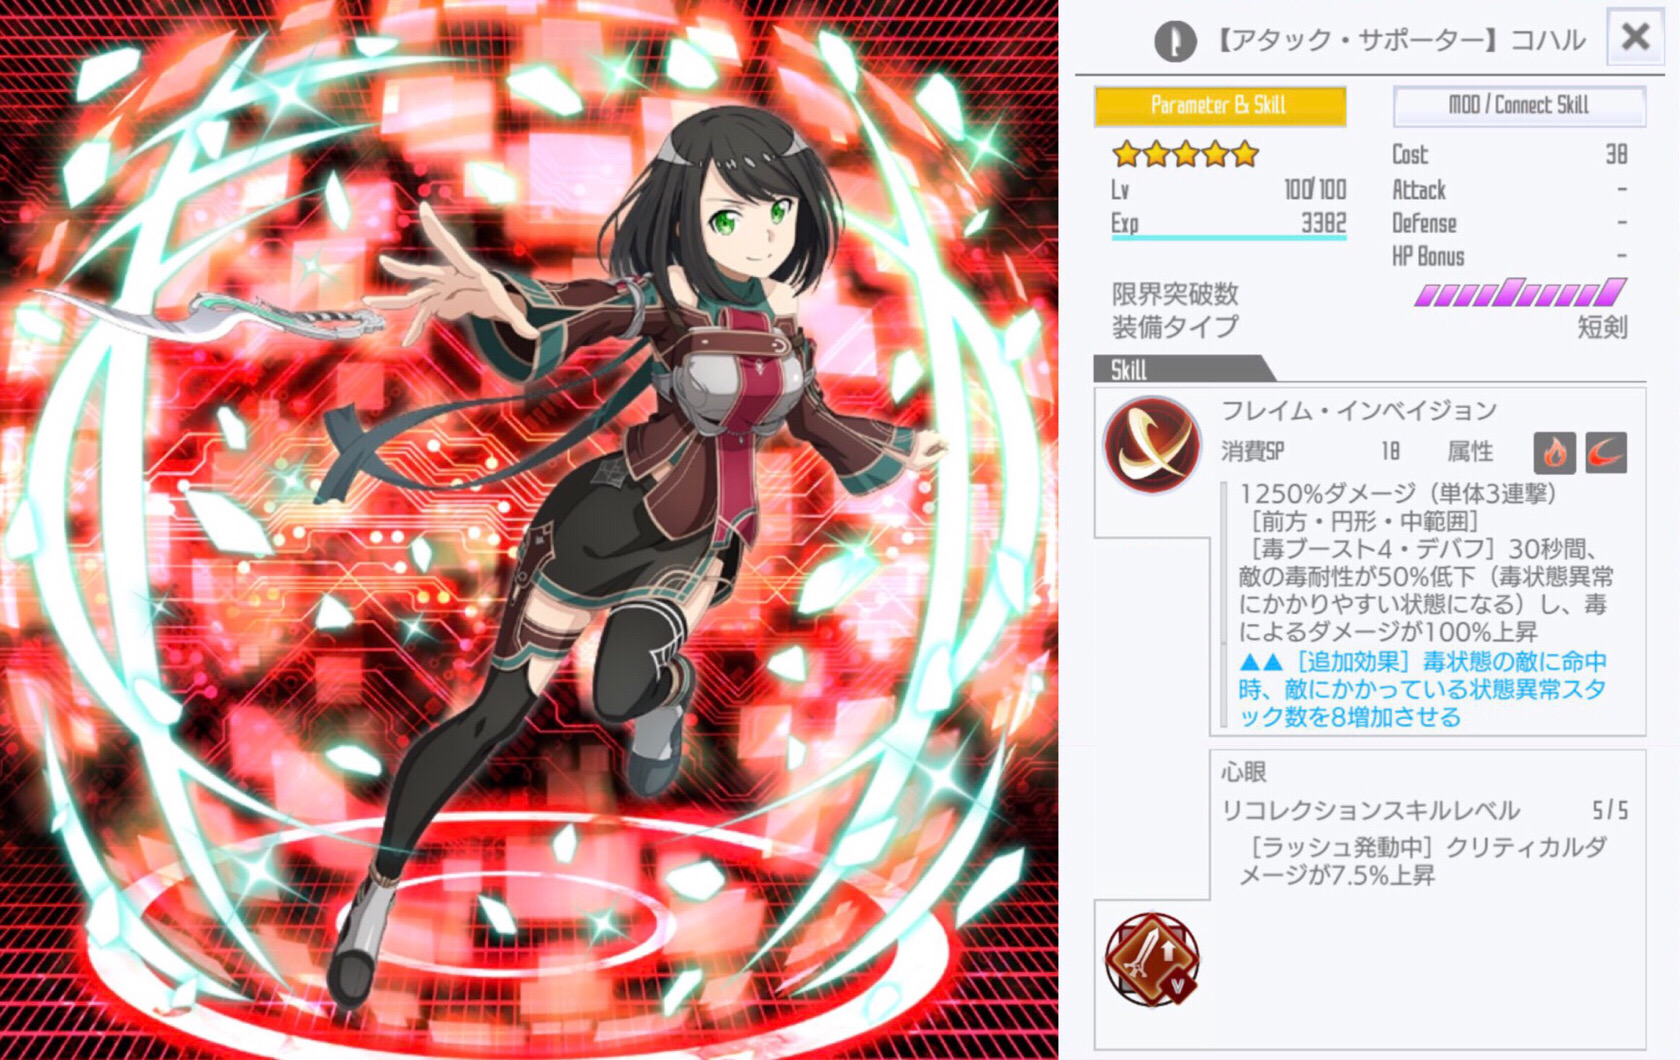 【アタック・サポーター】コハル
Parameter & Skill
MOD / Connect Skill
Lv 100/100
Exp 3382
Cost 38
Attack -
Defense -
HP Bonus -
限界突破数
装備タイプ 短剣
Skill
フレイム・インベイジョン
消費SP 18 属性
1250%ダメージ（単体3連撃）
［前方・円形・中範囲］
［毒ブースト4・デバフ］30秒間、
敵の毒耐性が50%低下（毒状態異常
にかかりやすい状態になる）し、毒
によるダメージが100%上昇
▲▲［追加効果］毒状態の敵に命中
時、敵にかかっている状態異常スタ
ック数を8増加させる
心眼
リコレクションスキルレベル 5/5
［ラッシュ発動中］クリティカルダ
メージが7.5%上昇
V